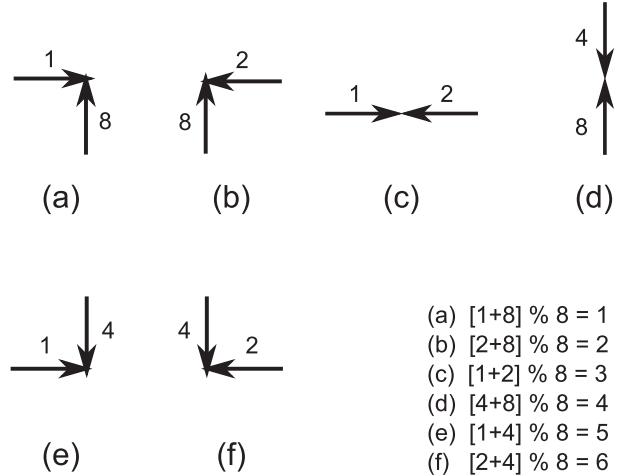 1 8
2 8
1 2
4 8
(a) (b) (c) (d)
1 4
4 2
(e) (f)
(a) [1+8] % 8 = 1
(b) [2+8] % 8 = 2
(c) [1+2] % 8 = 3
(d) [4+8] % 8 = 4
(e) [1+4] % 8 = 5
(f) [2+4] % 8 = 6